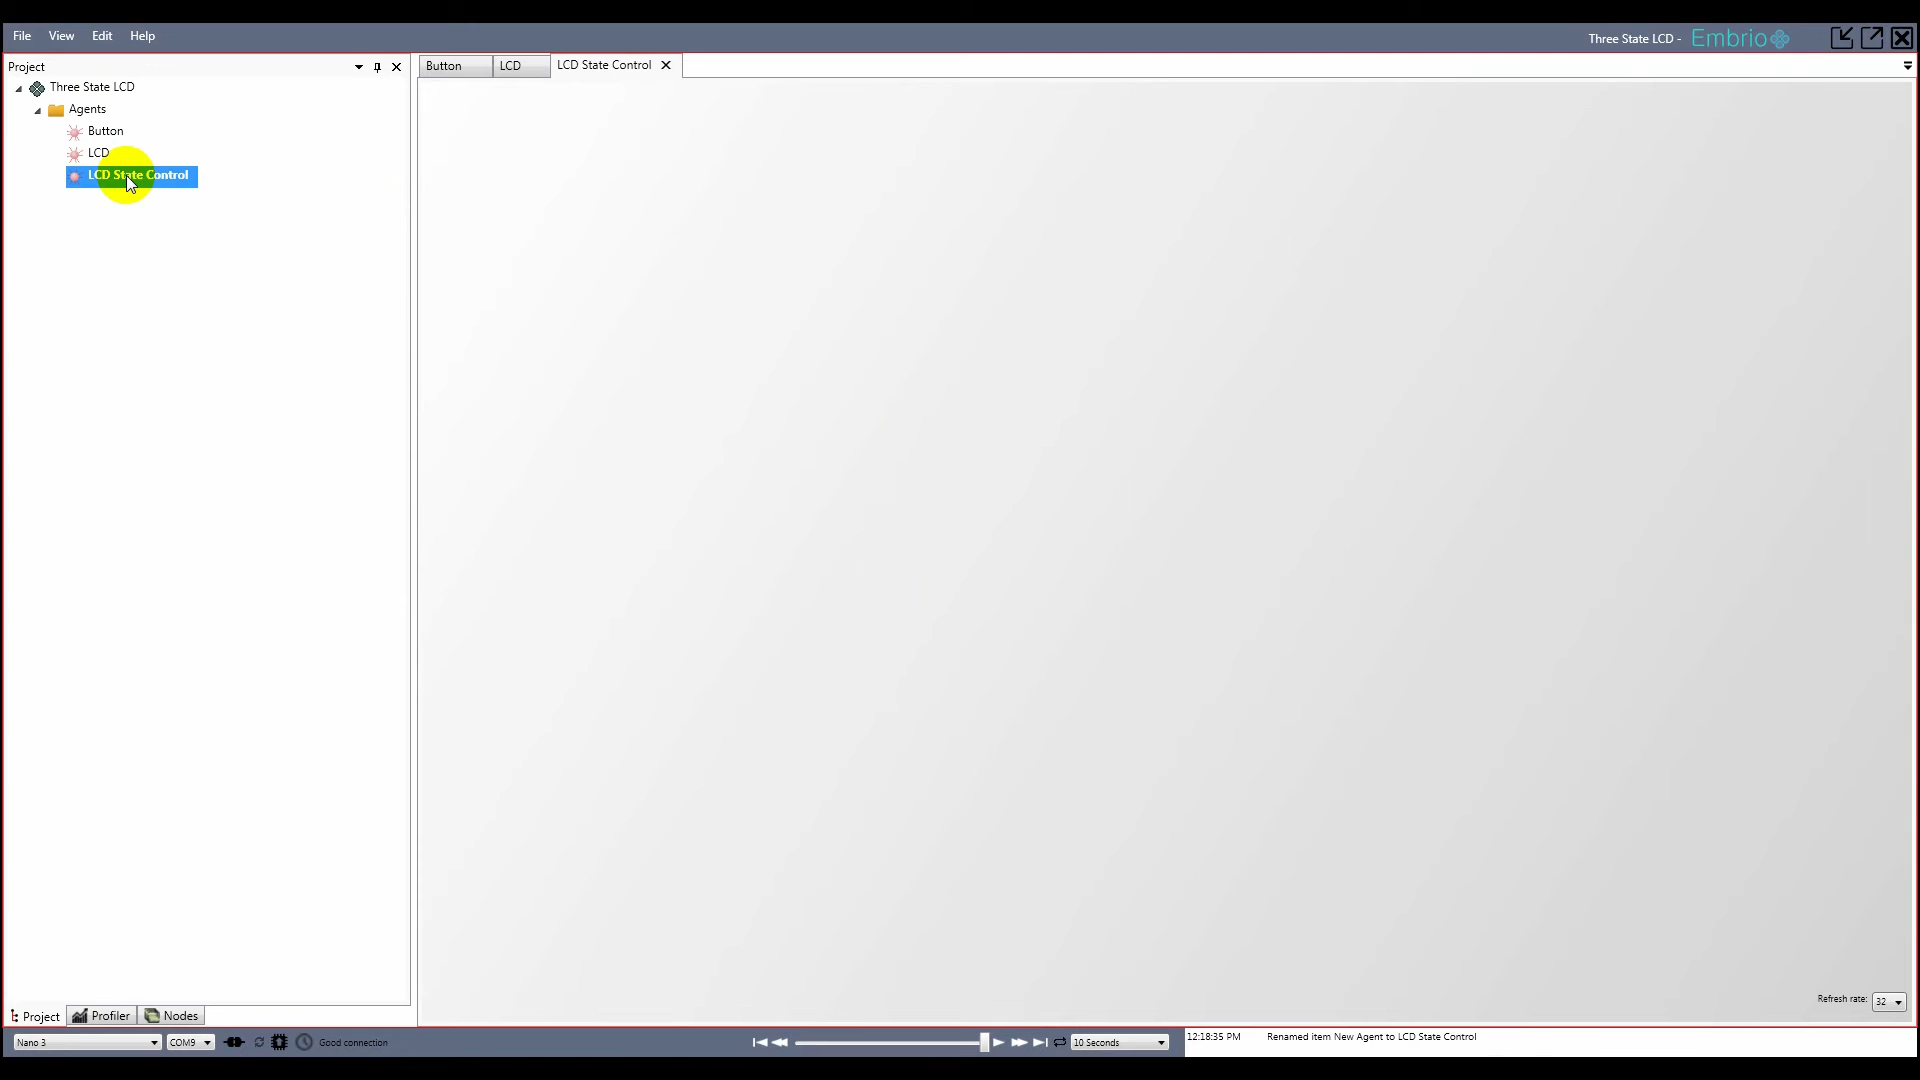 File View Edit Help
Three State LCD - Embrio
Project
Button LCD LCD State Control
Three State LCD
Agents
Button
LCD
LCD State Control
Refresh rate: 32
Project Profiler Nodes
Nano 3 COM9 Good connection 10 Seconds 12:18:35 PM Renamed item New Agent to LCD State Control